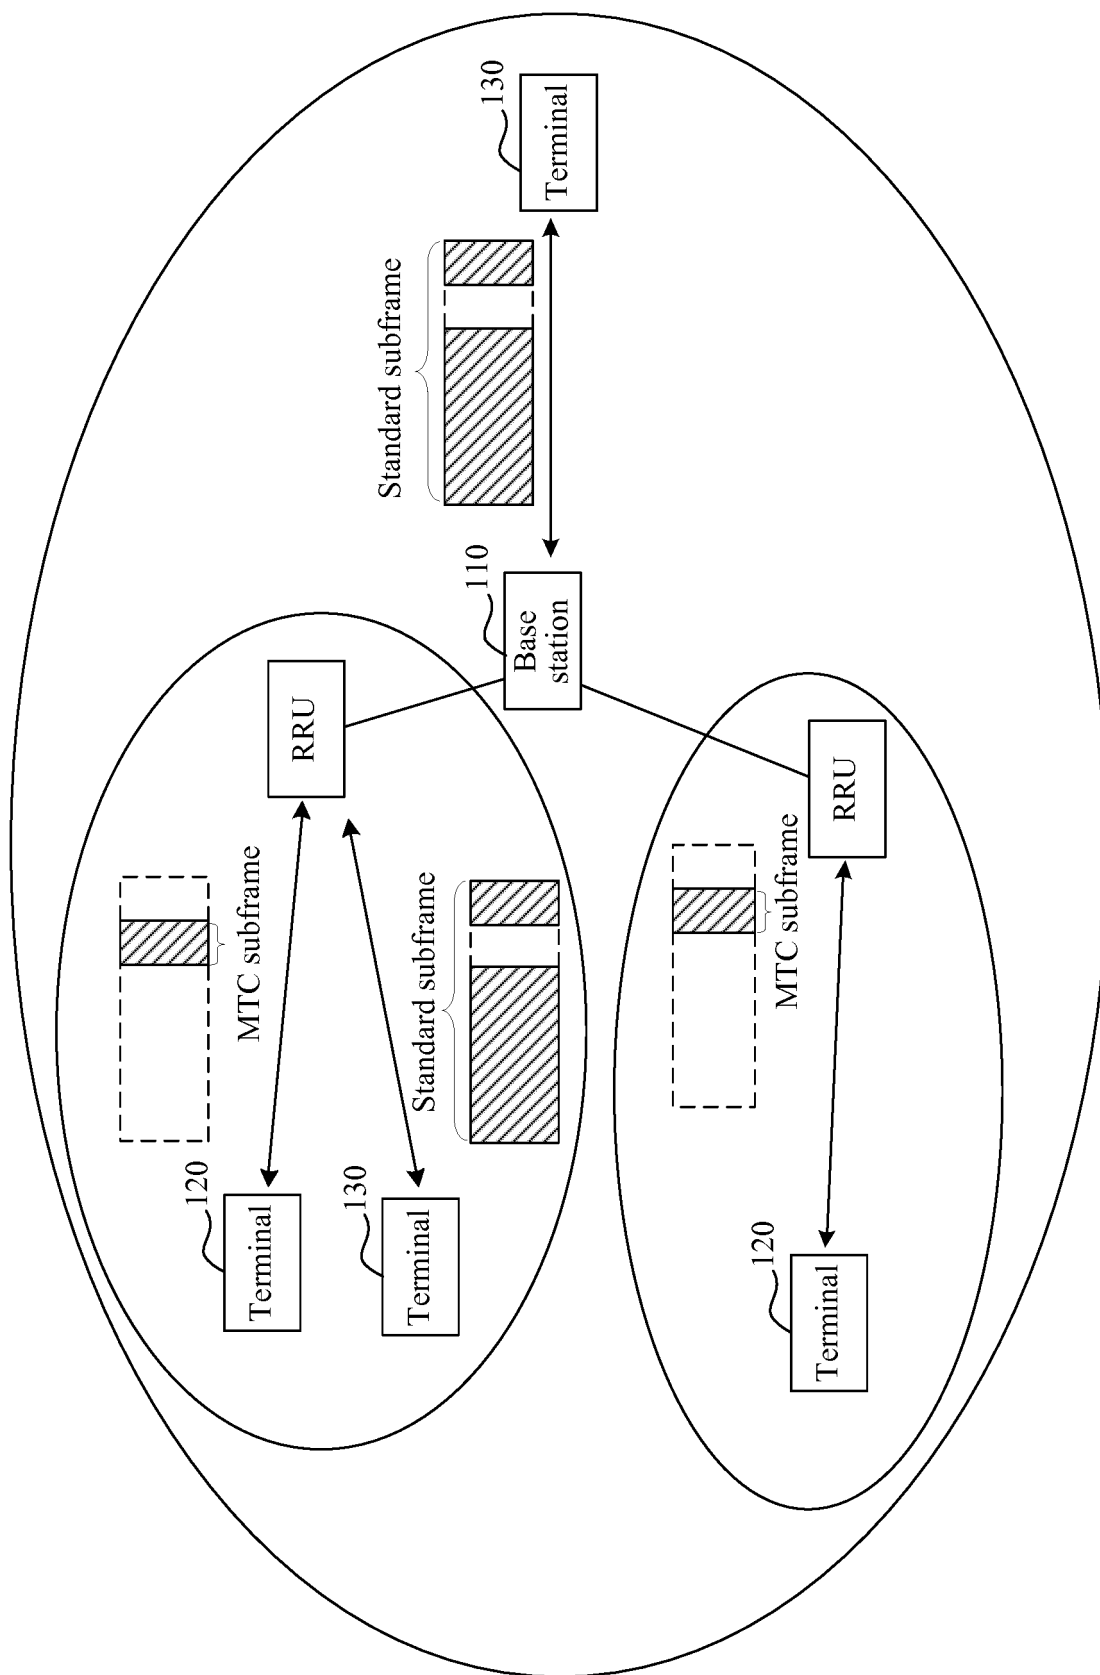 120
Terminal
MTC subframe
RRU
130
Terminal
Standard subframe
110
Base
station
Standard subframe
130
Terminal
120
Terminal
MTC subframe
RRU